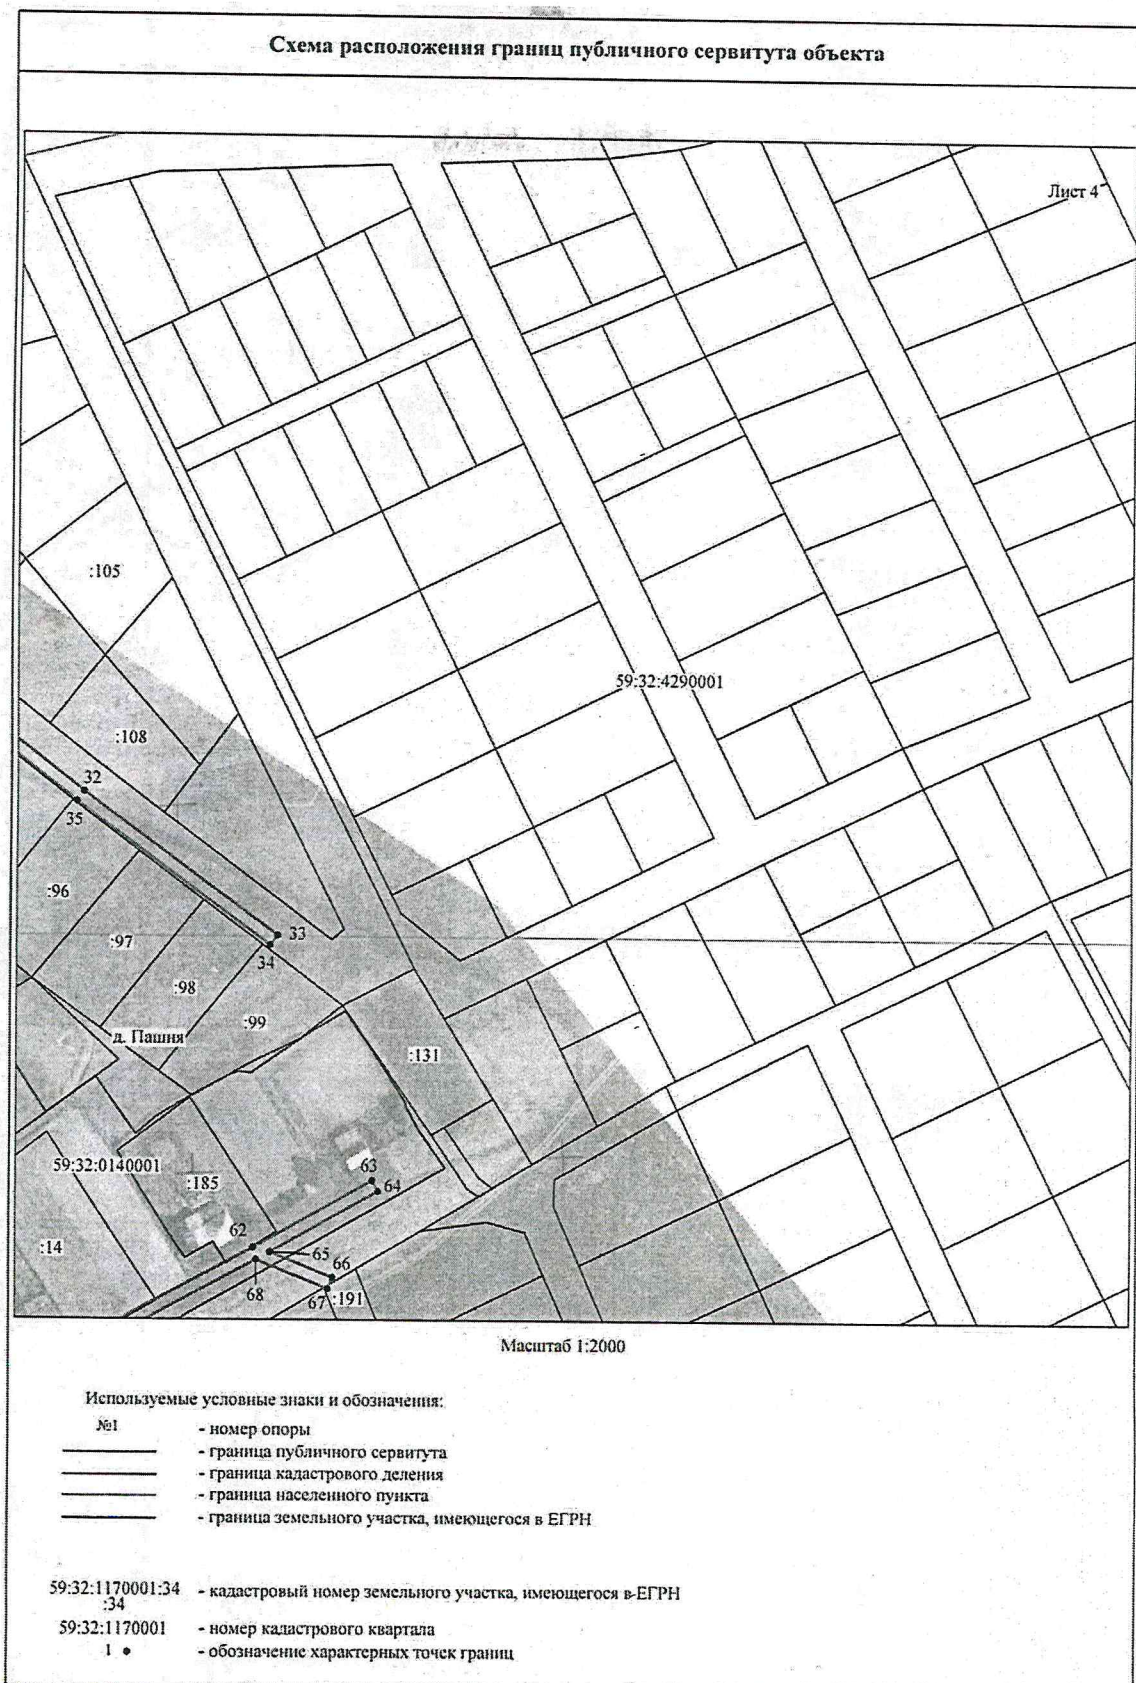 Схема расположения границ публичного сервитута объекта
Лист 4
:105
59:32:4290001
:108
32
35
:96
33
:97
34
:98
:99
д. Пашня
:131
59:32:0140001
63
:185
64
62
:14
65
66
68
67
:191
Масштаб 1:2000
Используемые условные знаки и обозначения:
№1 - номер опоры
- граница публичного сервитута
- граница кадастрового деления
- граница населенного пункта
- граница земельного участка, имеющегося в ЕГРН
59:32:1170001:34 - кадастровый номер земельного участка, имеющегося в ЕГРН
:34
59:32:1170001 - номер кадастрового квартала
1 - обозначение характерных точек границ